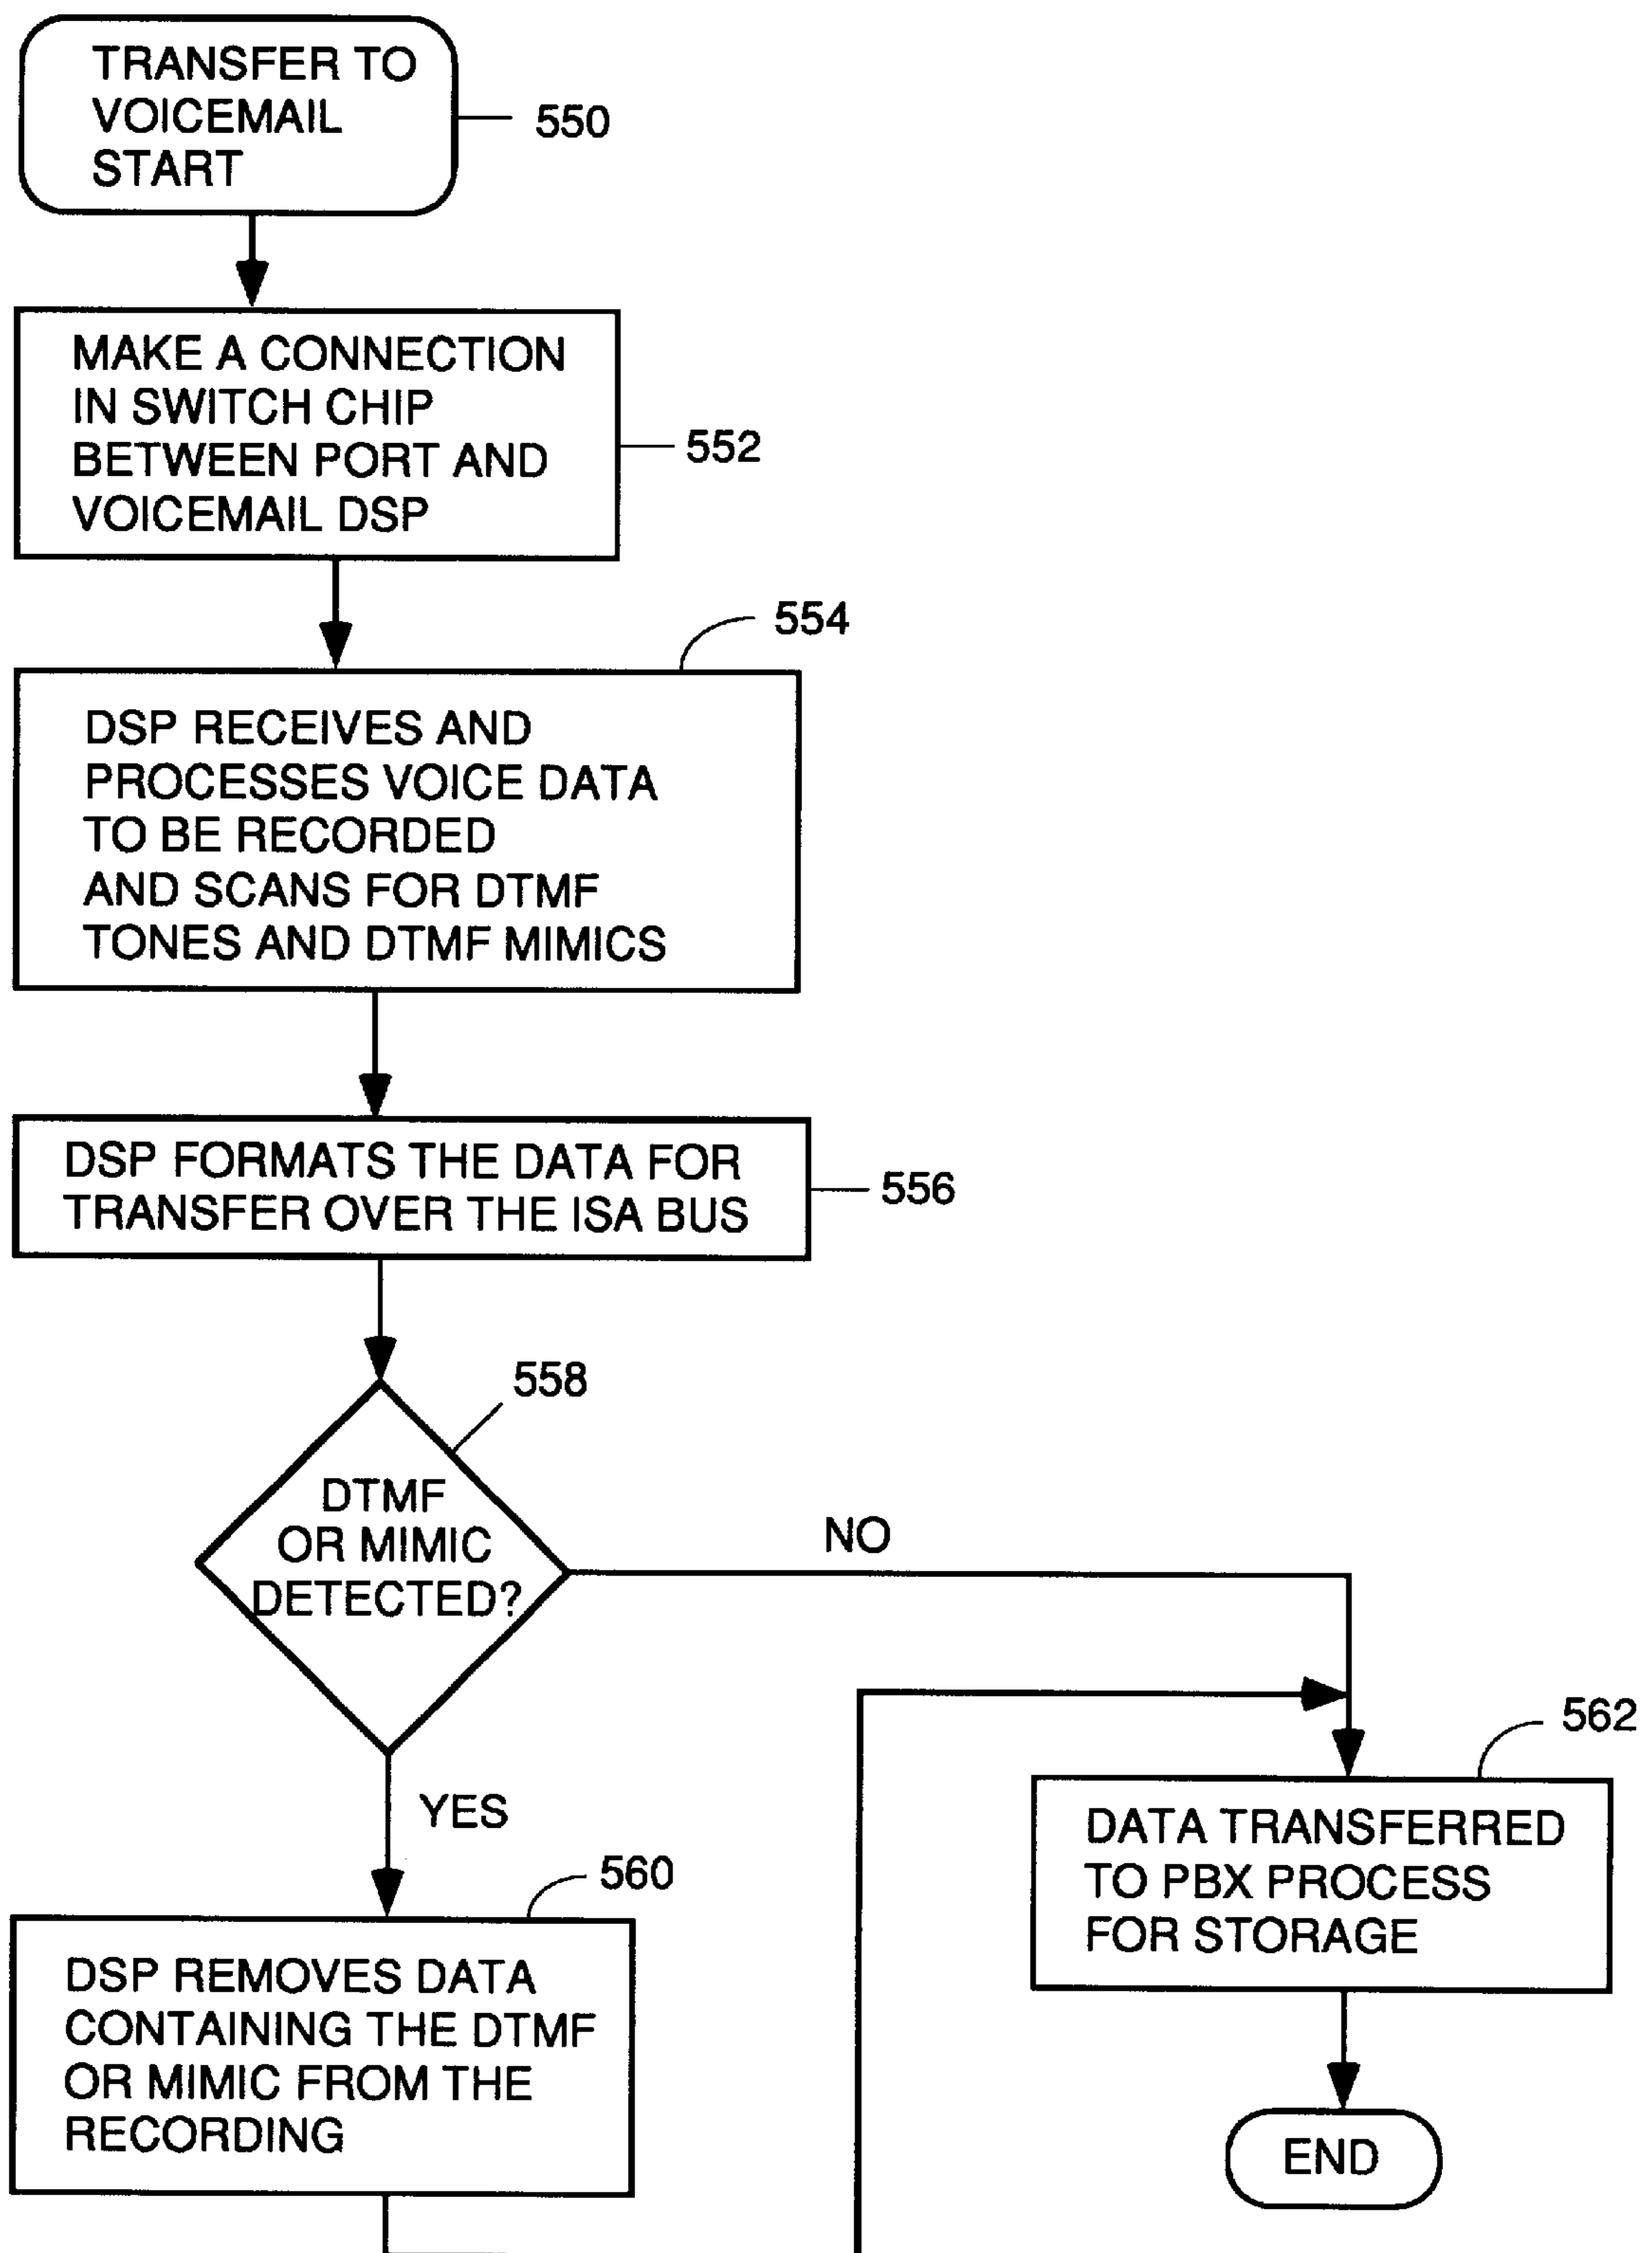 TRANSFER TO
VOICEMAIL
START
550
MAKE A CONNECTION
IN SWITCH CHIP
BETWEEN PORT AND
VOICEMAIL DSP
552
554
DSP RECEIVES AND
PROCESSES VOICE DATA
TO BE RECORDED
AND SCANS FOR DTMF
TONES AND DTMF MIMICS
DSP FORMATS THE DATA FOR
TRANSFER OVER THE ISA BUS
556
558
DTMF
OR MIMIC
DETECTED?
NO
YES
560
DSP REMOVES DATA
CONTAINING THE DTMF
OR MIMIC FROM THE
RECORDING
562
DATA TRANSFERRED
TO PBX PROCESS
FOR STORAGE
END